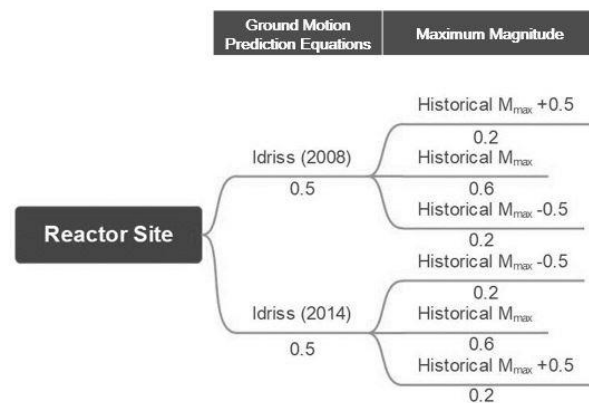 Ground Motion
Prediction Equations
Maximum Magnitude
Historical Mmax +0.5
0.2
Idriss (2008)
0.5
Historical Mmax
0.6
Historical Mmax -0.5
0.2
Reactor Site
Historical Mmax -0.5
0.2
Idriss (2014)
0.5
Historical Mmax
0.6
Historical Mmax +0.5
0.2